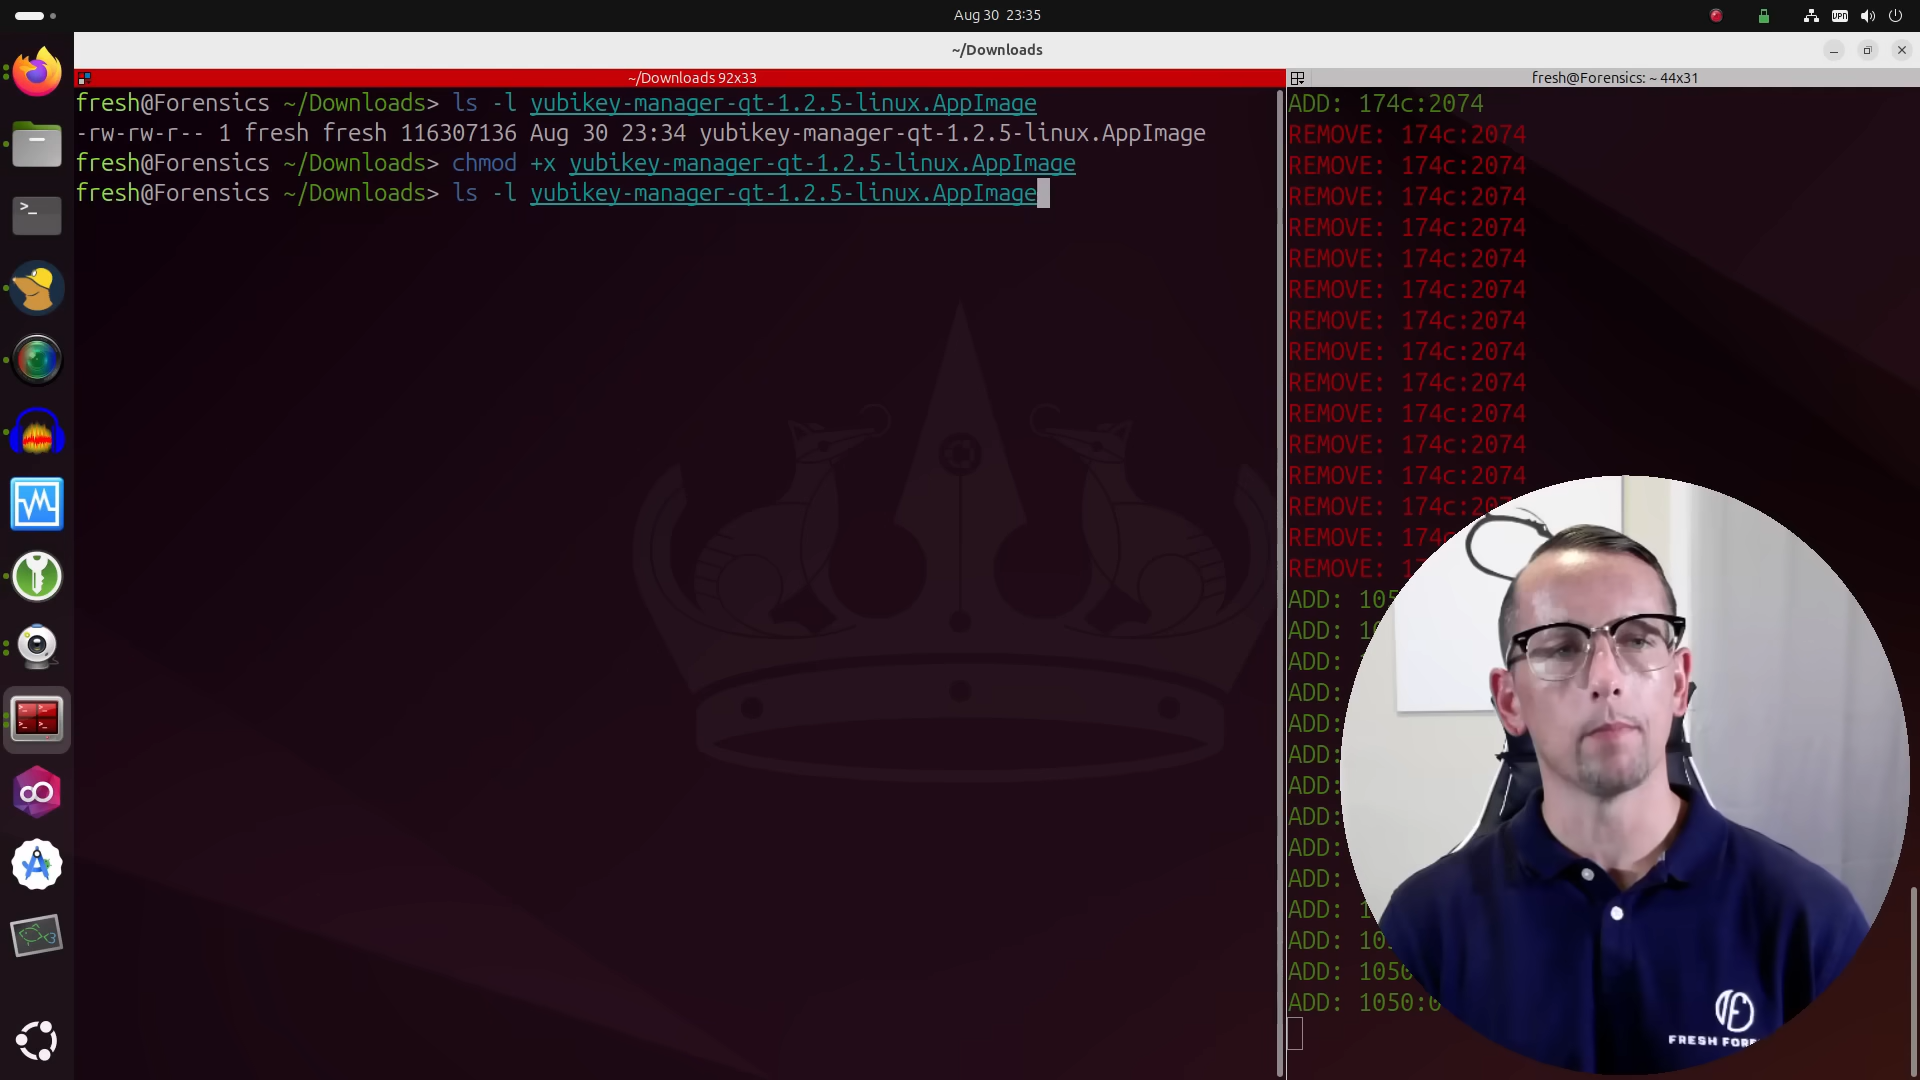 Aug 30 23:35
VPN
~/Downloads
~/Downloads 92x33
fresh@Forensics ~/Downloads> ls -l yubikey-manager-qt-1.2.5-linux.AppImage
-rw-rw-r-- 1 fresh fresh 116307136 Aug 30 23:34 yubikey-manager-qt-1.2.5-linux.AppImage
fresh@Forensics ~/Downloads> chmod +x yubikey-manager-qt-1.2.5-linux.AppImage
fresh@Forensics ~/Downloads> ls -l yubikey-manager-qt-1.2.5-linux.AppImage
fresh@Forensics: ~ 44x31
ADD: 174c:2074
REMOVE: 174c:2074
REMOVE: 174c:2074
REMOVE: 174c:2074
REMOVE: 174c:2074
REMOVE: 174c:2074
REMOVE: 174c:2074
REMOVE: 174c:2074
REMOVE: 174c:2074
REMOVE: 174c:2074
REMOVE: 174c:2074
REMOVE: 174c:2074
REMOVE: 174c:2074
REMOVE:
REMOVE:
REMOVE:
ADD:
ADD:
ADD:
ADD:
ADD:
ADD:
ADD:
ADD:
ADD:
ADD:
ADD:
ADD:
ADD: 1050
ADD: 1050:0
FRESH